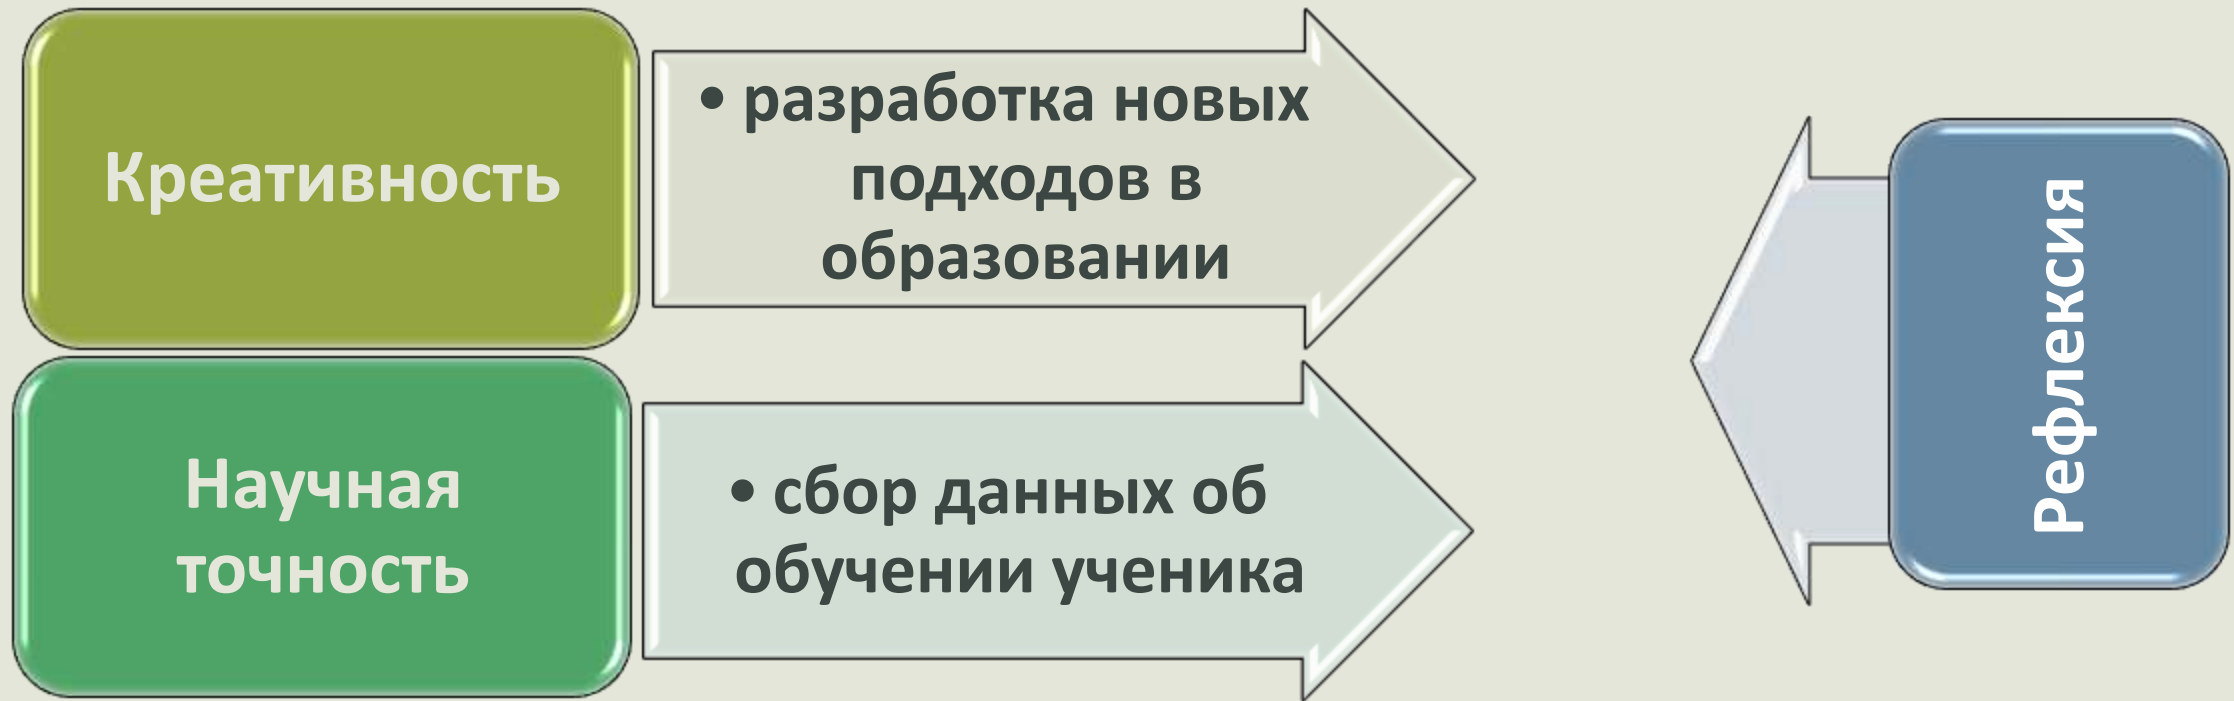 Креативность
• разработка новых
подходов в
образовании
Научная
точность
• сбор данных об
обучении ученика
Рефлексия